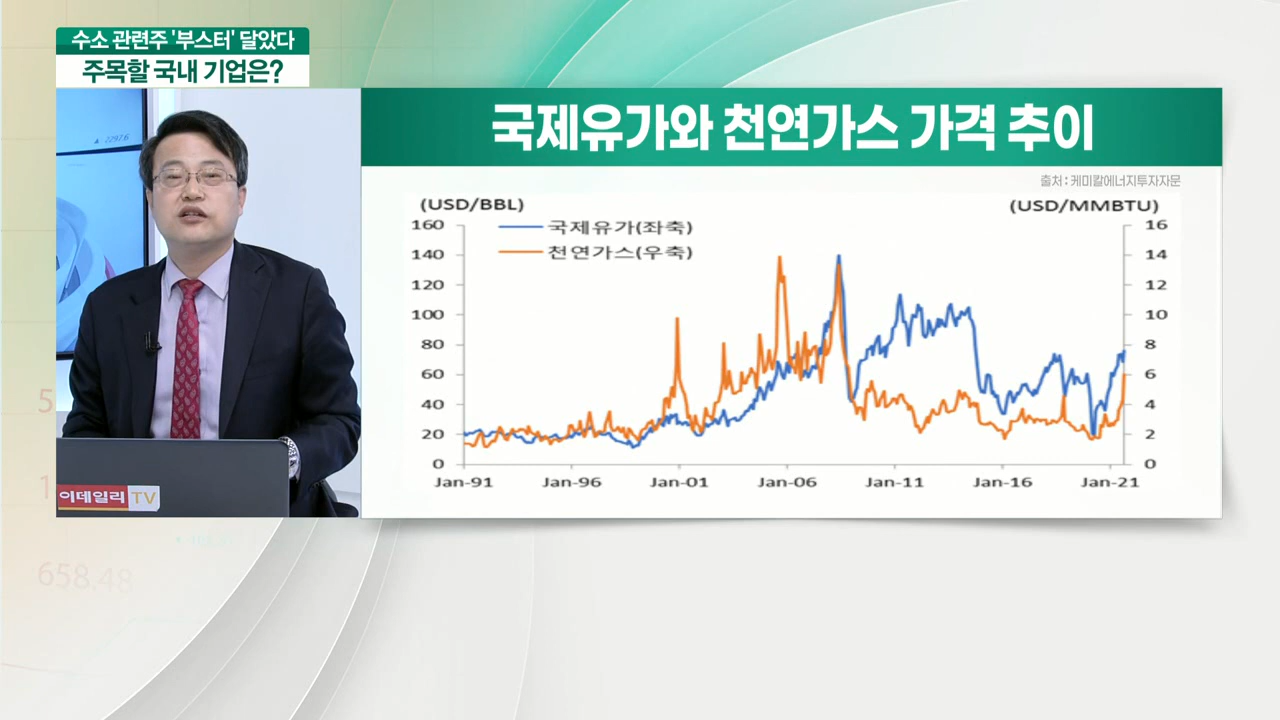 수소 관련주 '부스터' 달았다
주목할 국내 기업은?
국제유가와 천연가스 가격 추이
출처 : 케미칼에너지투자자문
(USD/BBL)
(USD/MMBTU)
국제유가(좌축)
천연가스(우축)
160
140
120
100
80
60
40
20
0
16
14
12
10
8
6
4
2
0
Jan-91 Jan-96 Jan-01 Jan-06 Jan-11 Jan-16 Jan-21
2297.6
이데일리 TV
658.48